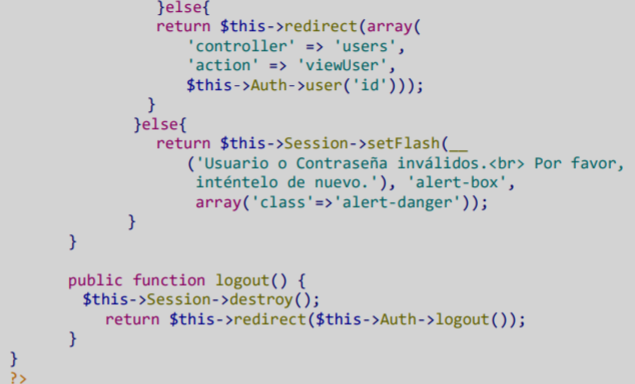 }else{
return $this->redirect(array(
'controller' => 'users',
'action' => 'viewUser',
$this->Auth->user('id')));
}
}else{
return $this->Session->setFlash(__
('Usuario o Contraseña inválidos.<br> Por favor,
inténtelo de nuevo.'), 'alert-box',
array('class'=>'alert-danger'));
}
}
public function logout() {
$this->Session->destroy();
return $this->redirect($this->Auth->logout());
}
}
?>